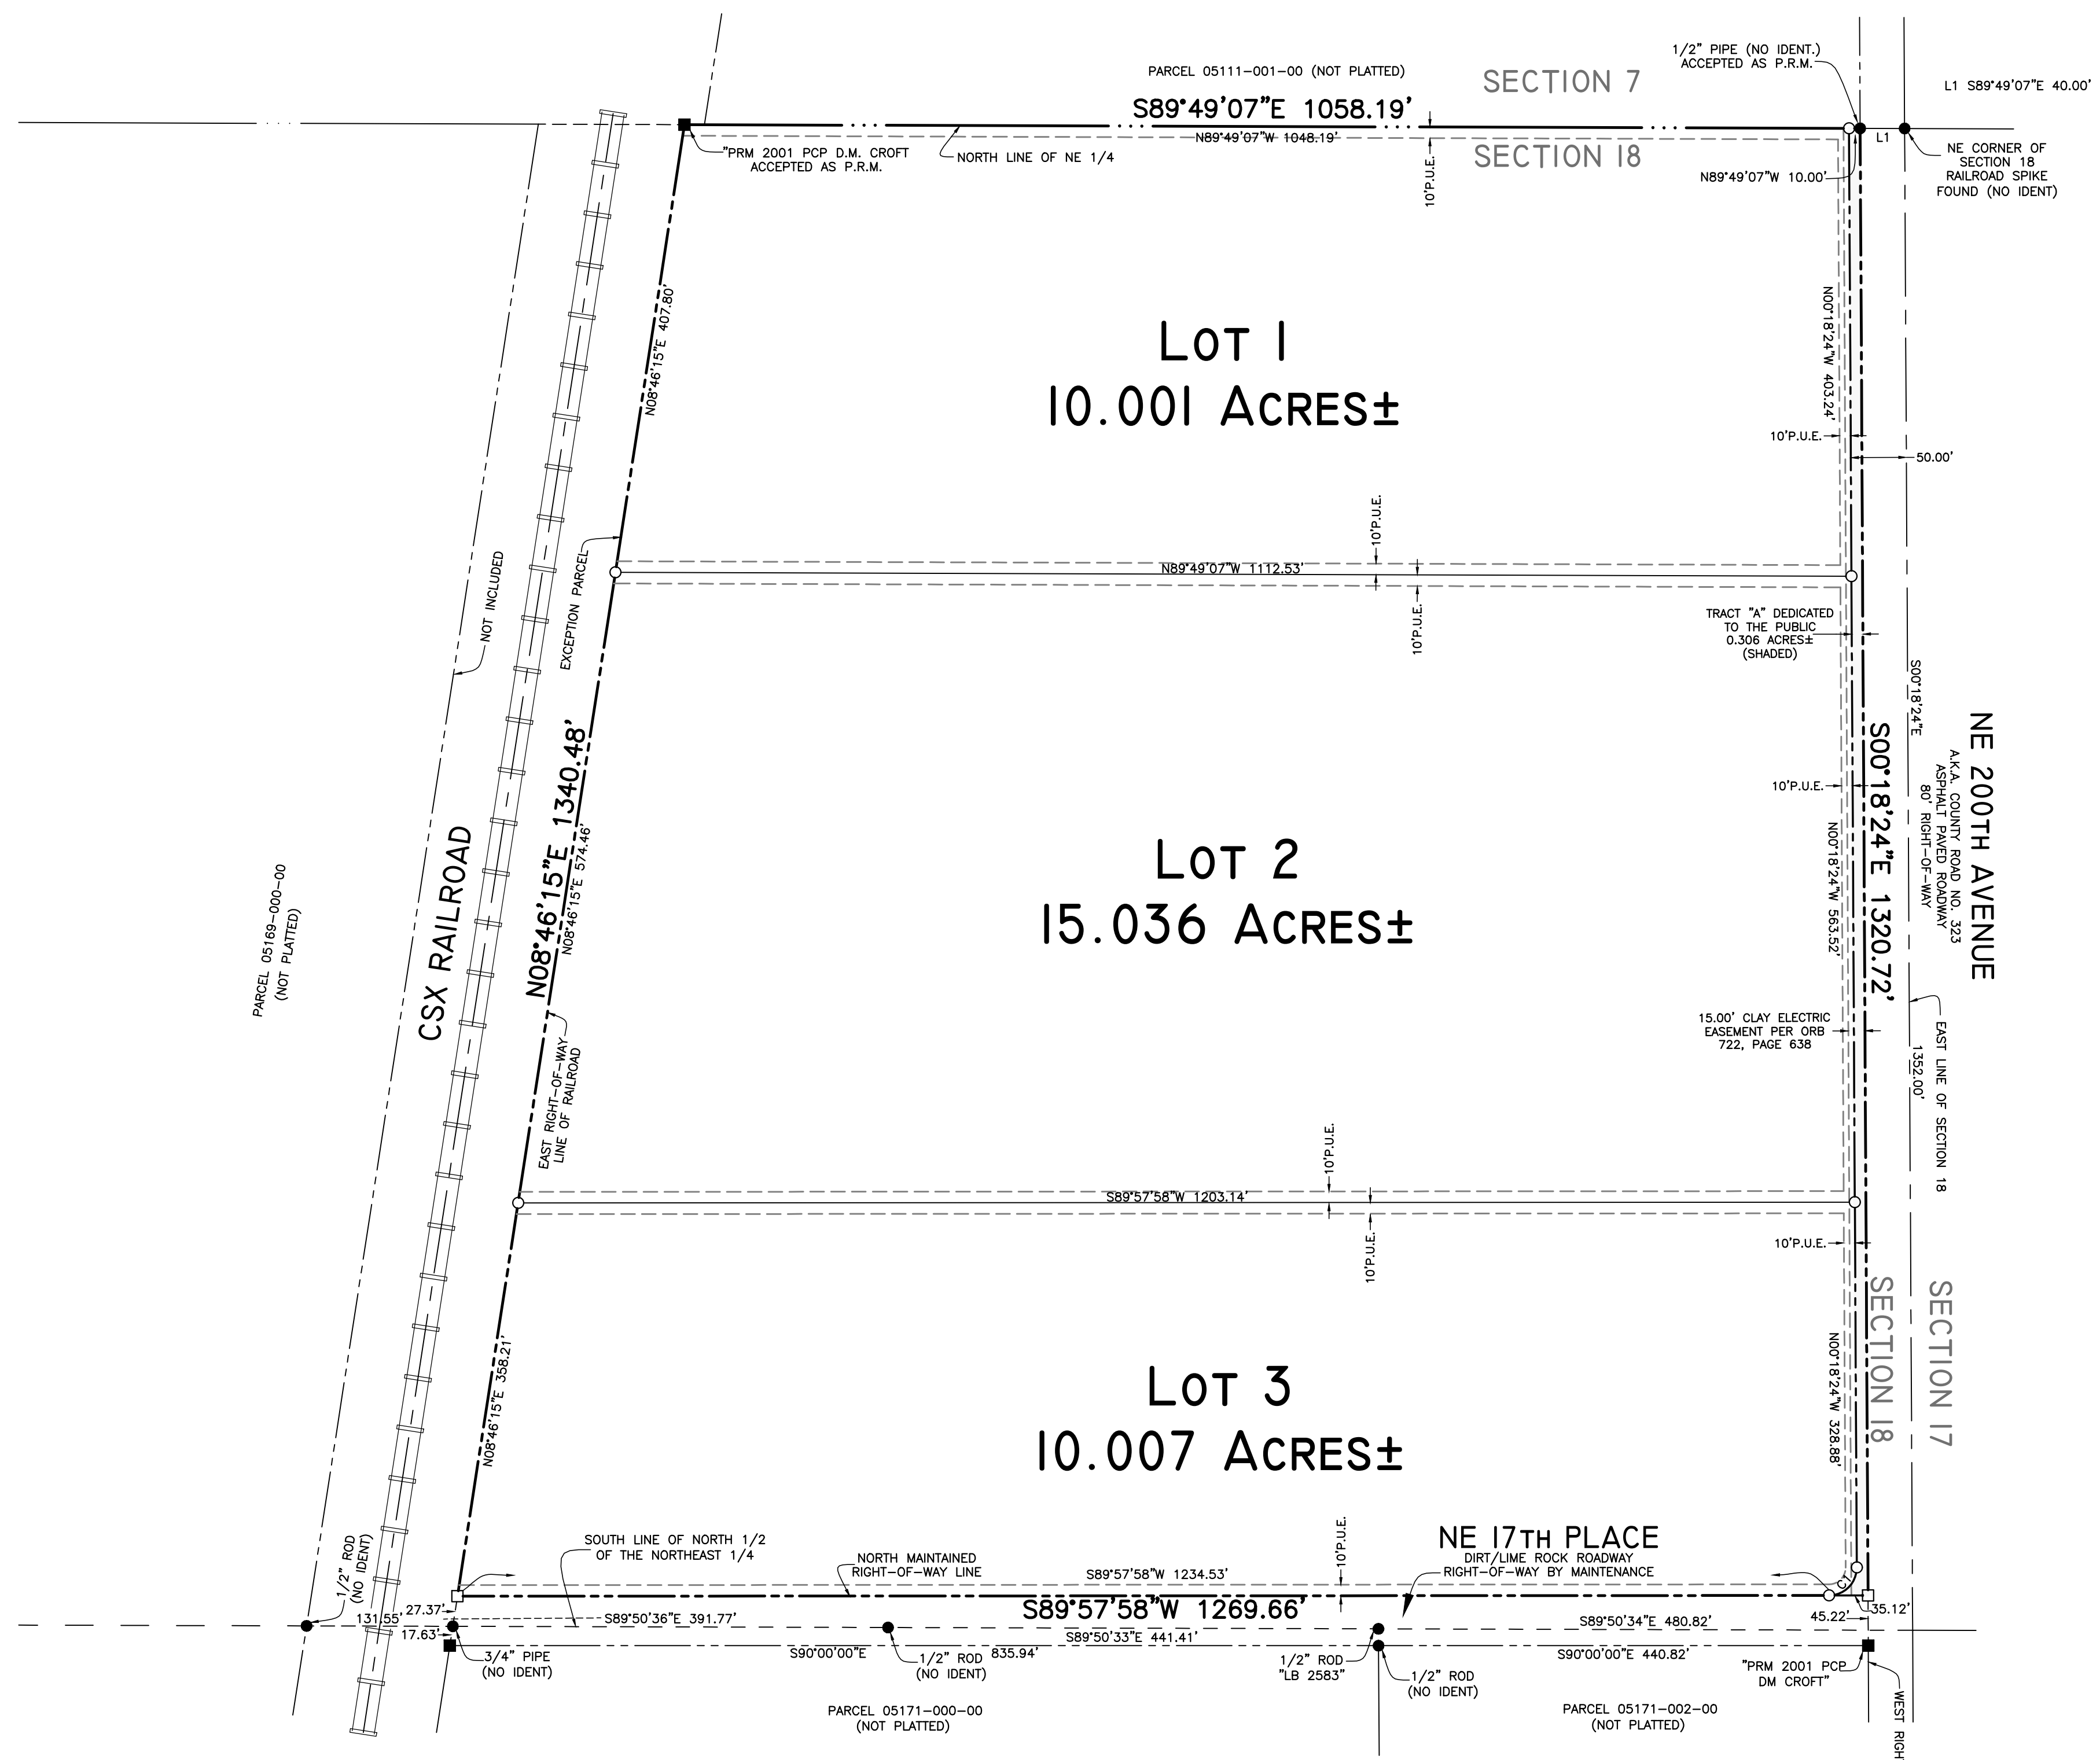 1/2" PIPE (NO IDENT.)
ACCEPTED AS P.R.M.
PARCEL 05111-001-00 (NOT PLATTED)
SECTION 7
L1 S89°49'07"E 40.00'
S89°49'07"E 1058.19'
N89°49'07"W 1048.19'
L1
"PRM 2001 PCP D.M. CROFT
ACCEPTED AS P.R.M.
NORTH LINE OF NE 1/4
SECTION 18
10'P.U.E.
N89°49'07"W 10.00'
NE CORNER OF
SECTION 18
RAILROAD SPIKE
FOUND (NO IDENT)
N08°46'15"E 407.80'
LOT 1
10.001 ACRES±
N00°18'24"W 403.24'
10'P.U.E.
50.00'
10'P.U.E.
NOT INCLUDED
EXCEPTION PARCEL
N89°49'07"W 1112.53'
10'P.U.E.
TRACT "A" DEDICATED
TO THE PUBLIC
0.306 ACRES±
(SHADED)
S00°18'24"E
1352.00'
NE 200TH AVENUE
A.K.A. COUNTY ROAD NO. 323
ASPHALT PAVED ROADWAY
80' RIGHT-OF-WAY
S00°18'24"E 1320.72'
10'P.U.E.
N08°46'15"E 1340.48'
N08°46'15"E 574.46'
CSX RAILROAD
PARCEL 05169-000-00
(NOT PLATTED)
LOT 2
15.036 ACRES±
N00°18'24"W 563.52'
15.00' CLAY ELECTRIC
EASEMENT PER ORB
722, PAGE 638
EAST LINE OF SECTION 18
EAST RIGHT-OF-WAY
LINE OF RAILROAD
10'P.U.E.
S89°57'58"W 1203.14'
10'P.U.E.
10'P.U.E.
SECTION 18
SECTION 17
N08°46'15"E 358.21'
LOT 3
10.007 ACRES±
N00°18'24"W 328.88'
1/2" ROD
(NO IDENT)
SOUTH LINE OF NORTH 1/2
OF THE NORTHEAST 1/4
NORTH MAINTAINED
RIGHT-OF-WAY LINE
10'P.U.E.
NE 17TH PLACE
DIRT/LIME ROCK ROADWAY
RIGHT-OF-WAY BY MAINTENANCE
S89°57'58"W 1234.53'
S89°57'58"W 1269.66'
131.55'
27.37'
17.63'
S89°50'36"E 391.77'
S89°50'33"E 441.41'
S89°50'34"E 480.82'
45.22'
35.12'
3/4" PIPE
(NO IDENT)
S90°00'00"E
835.94'
1/2" ROD
(NO IDENT)
1/2" ROD
"LB 2583"
1/2" ROD
(NO IDENT)
S90°00'00"E 440.82'
"PRM 2001 PCP
DM CROFT"
PARCEL 05171-000-00
(NOT PLATTED)
PARCEL 05171-002-00
(NOT PLATTED)